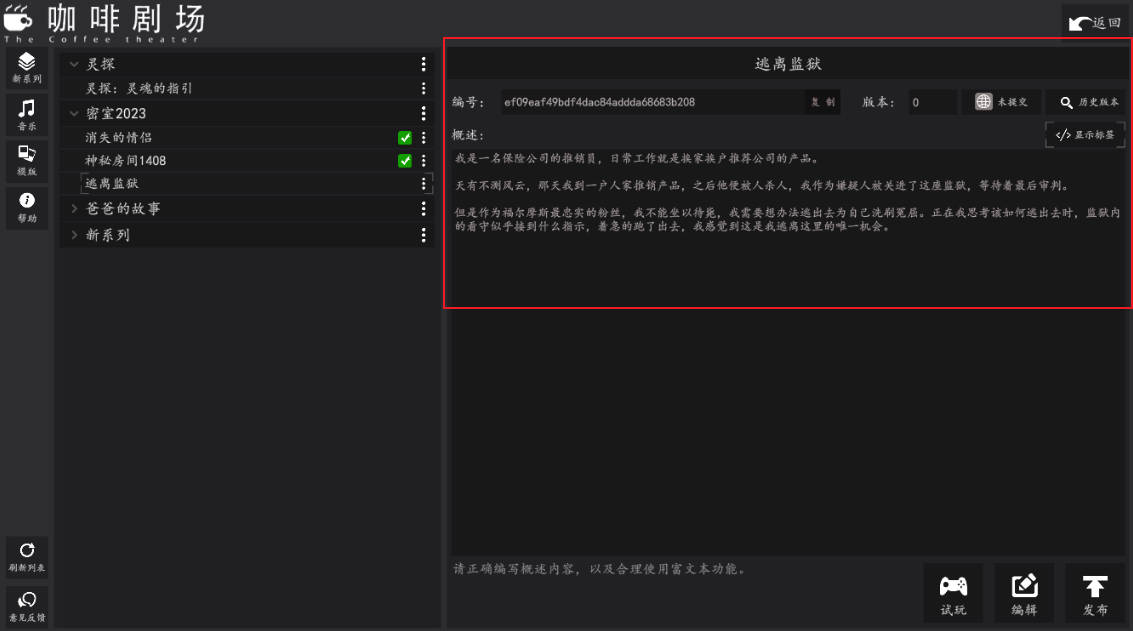 咖啡剧场
The Coffee theater
返回
新系列
音乐
模版
帮助
刷新列表
意见反馈
灵探
灵探：灵魂的指引
密室2023
消失的情侣
神秘房间1408
逃离监狱
爸爸的故事
新系列
逃离监狱
编号： ef09eaf49bdf4dac84addda68683b208 复制 版本： 0 未提交 历史版本
概述： </> 显示标签
我是一名保险公司的推销员，日常工作就是挨家挨户推荐公司的产品。
天有不测风云，那天我到一户人家推销产品，之后他便被人杀人，我作为嫌疑人被关进了这座监狱，等待着最后审判。
但是作为福尔摩斯最忠实的粉丝，我不能坐以待毙，我需要想办法逃出去为自己洗刷冤屈。正在我思考该如何逃出去时，监狱内
的看守似乎接到什么指示，着急的跑了出去，我感觉到这是我逃离这里的唯一机会。
请正确编写概述内容，以及合理使用富文本功能。
试玩
编辑
发布